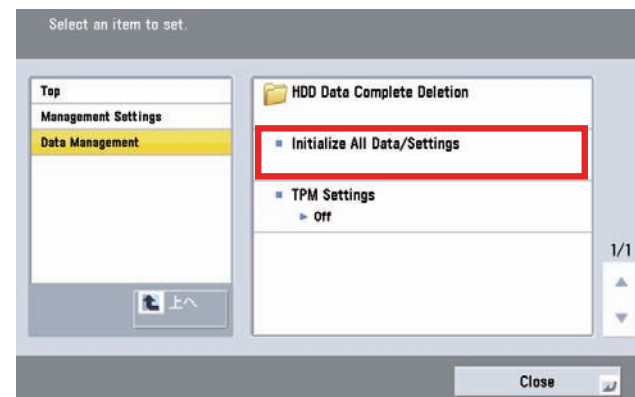 Select an item to set.
Top
Management Settings
Data Management
上へ
HDD Data Complete Deletion
Initialize All Data/Settings
TPM Settings
Off
1/1
Close